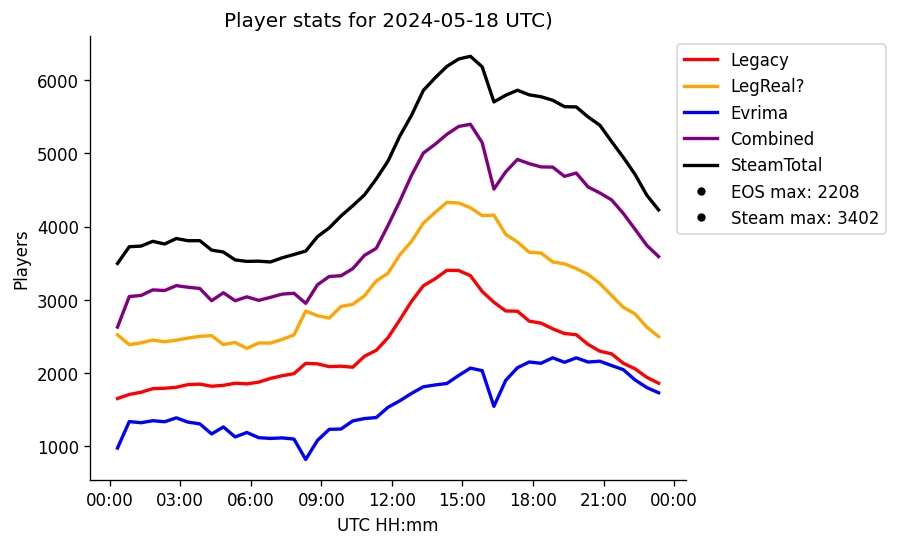 Player stats for 2024-05-18 UTC)
Legacy
LegReal?
Evrima
Combined
SteamTotal
EOS max: 2208
Steam max: 3402
Players
6000
5000
4000
3000
2000
1000
00:00 03:00 06:00 09:00 12:00 15:00 18:00 21:00 00:00
UTC HH:mm